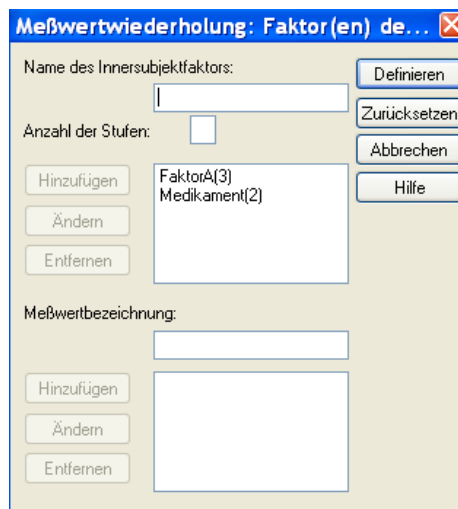 Meßwertwiederholung: Faktor(en) de...
Name des Innersubjektfaktors:
Definieren
Zurücksetzen
Anzahl der Stufen:
Abbrechen
Hilfe
Hinzufügen
Ändern
Entfernen
FaktorA(3)
Medikament(2)
Meßwertbezeichnung:
Hinzufügen
Ändern
Entfernen